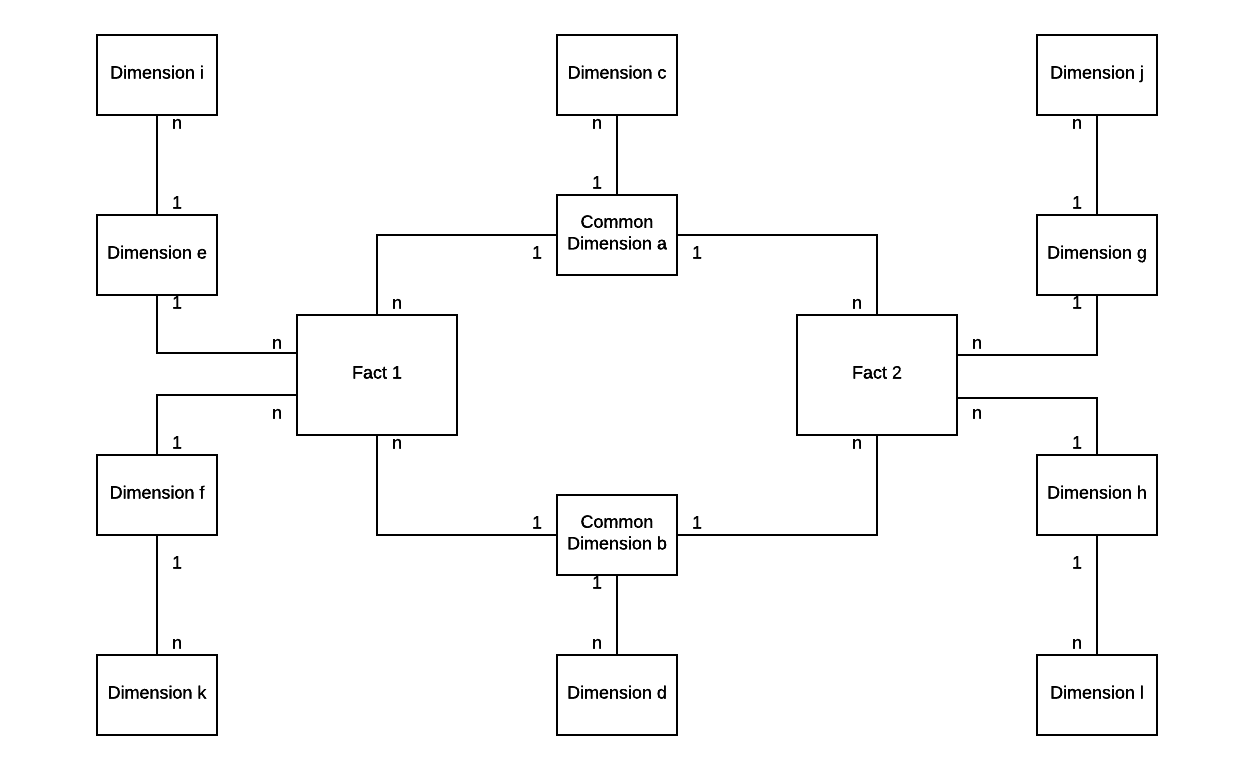 Dimension i
Dimension c
Dimension j
n
n
n
1
1
1
Common
Dimension a
Dimension e
Dimension g
1
1
1
n
n
1
n
n
Fact 1
Fact 2
n
n
1
n
n
1
Dimension f
Dimension h
1
Common
Dimension b
1
1
1
1
n
n
n
Dimension k
Dimension d
Dimension l